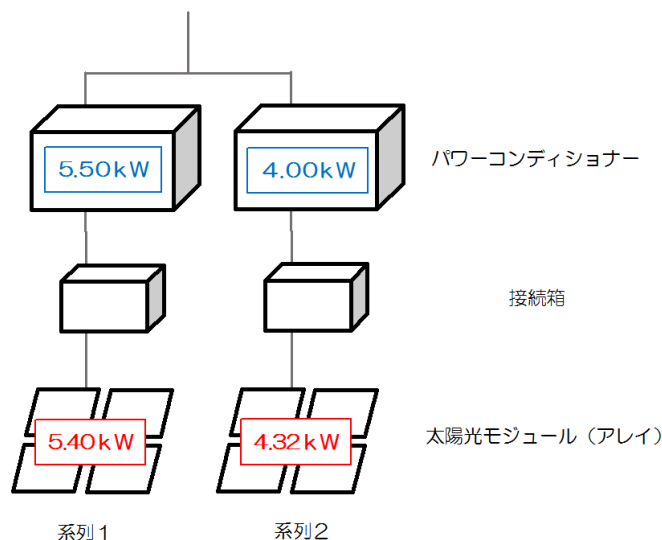 5.50kW
4.00kW
パワーコンディショナー
接続箱
5.40kW
4.32kW
太陽光モジュール（アレイ）
系列1
系列2